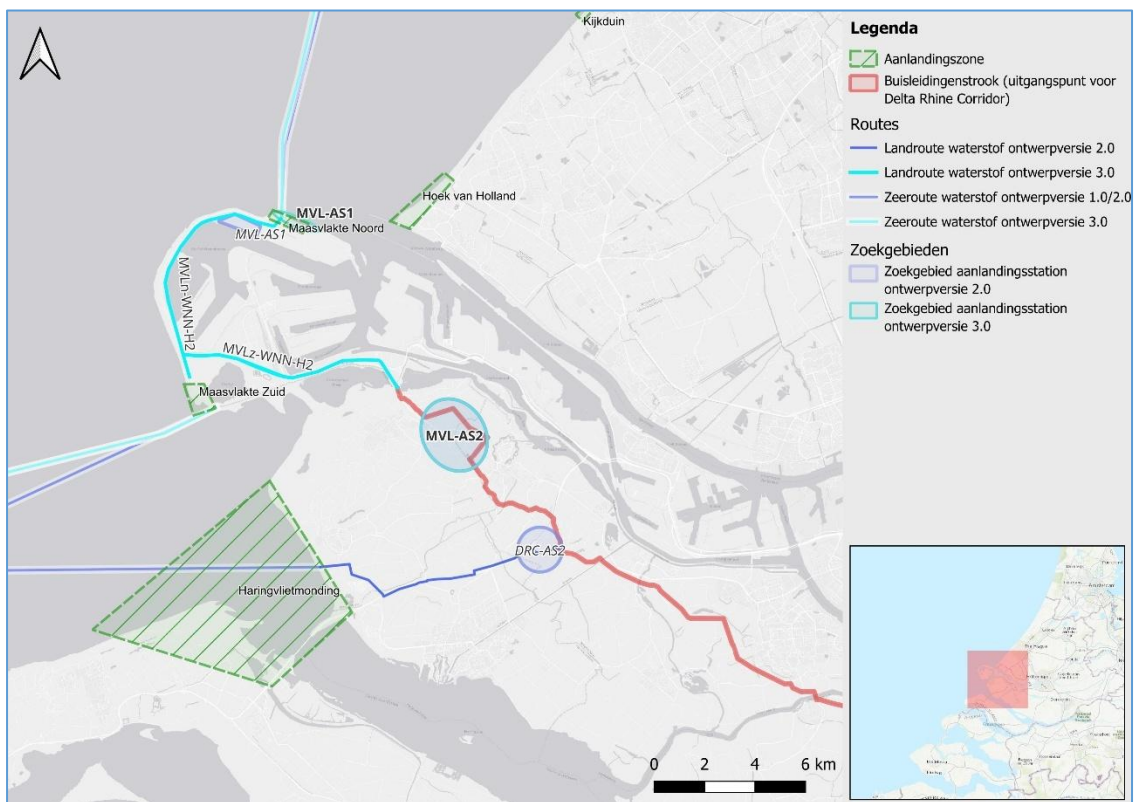 Kijkduin
Hoek van Holland
MVL-AS1
Maasvlakte Noord
MVL-AS1
MVLn-WNN-H2
MVLz-WNN-H2
Maasvlakte Zuid
MVL-AS2
DRC-AS2
Haringvlietmonding
0 2 4 6 km
Legenda
Aanlandingszone
Buisleidingenstrook (uitgangspunt voor
Delta Rhine Corridor)
Routes
Landroute waterstof ontwerpversie 2.0
Landroute waterstof ontwerpversie 3.0
Zeeroute waterstof ontwerpversie 1.0/2.0
Zeeroute waterstof ontwerpversie 3.0
Zoekgebieden
Zoekgebied aanlandingsstation
ontwerpversie 2.0
Zoekgebied aanlandingsstation
ontwerpversie 3.0